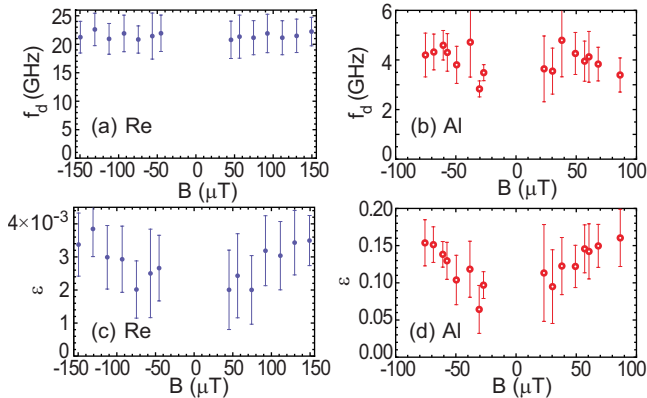 25
20
15
10
5
0
f_d (GHz)
(a) Re
-150 -100 -50 0 50 100 150
B (μT)
6
4
2
0
f_d (GHz)
(b) Al
-100 -50 0 50 100
B (μT)
4×10⁻³
3
2
1
0
ε
(c) Re
-150 -100 -50 0 50 100 150
B (μT)
0.20
0.15
0.10
0.05
0.00
ε
(d) Al
-100 -50 0 50 100
B (μT)